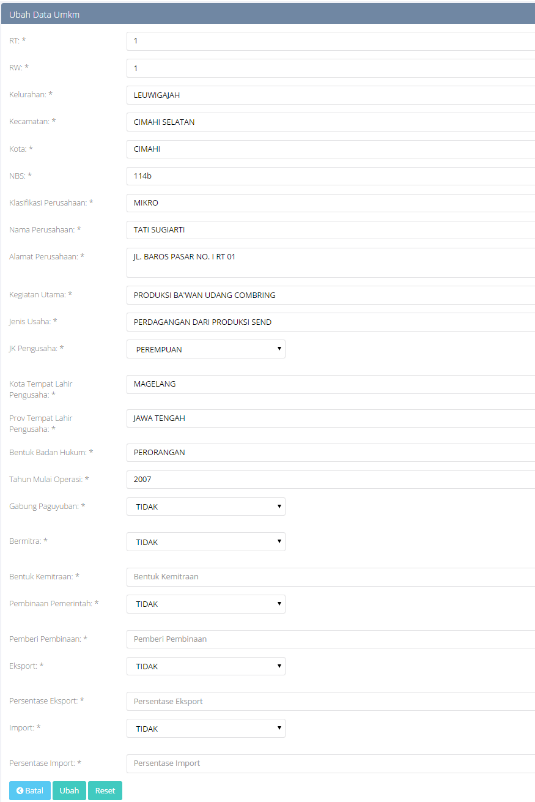 Ubah Data Umkm
RT: * 1
RW: * 1
Kelurahan: * LEUWIGAJAH
Kecamatan: * CIMAHI SELATAN
Kota: * CIMAHI
NBS: * 114b
Klasifikasi Perusahaan: * MIKRO
Nama Perusahaan: * TATI SUGIARTI
Alamat Perusahaan: * JL. BAROS PASAR NO. I RT 01
Kegiatan Utama: * PRODUKSI BA'WAN UDANG COMBRING
Jenis Usaha: * PERDAGANGAN DARI PRODUKSI SEND
JK Pengusaha: * PEREMPUAN
Kota Tempat Lahir
Pengusaha: * MAGELANG
Prov Tempat Lahir
Pengusaha: * JAWA TENGAH
Bentuk Badan Hukum: * PERORANGAN
Tahun Mulai Operasi: * 2007
Gabung Paguyuban: * TIDAK
Bermitra: * TIDAK
Bentuk Kemitraan: * Bentuk Kemitraan
Pembinaan Pemerintah: * TIDAK
Pemberi Pembinaan: * Pemberi Pembinaan
Eksport: * TIDAK
Persentase Eksport: * Persentase Eksport
Import: * TIDAK
Persentase Import: * Persentase Import
Batal Ubah Reset